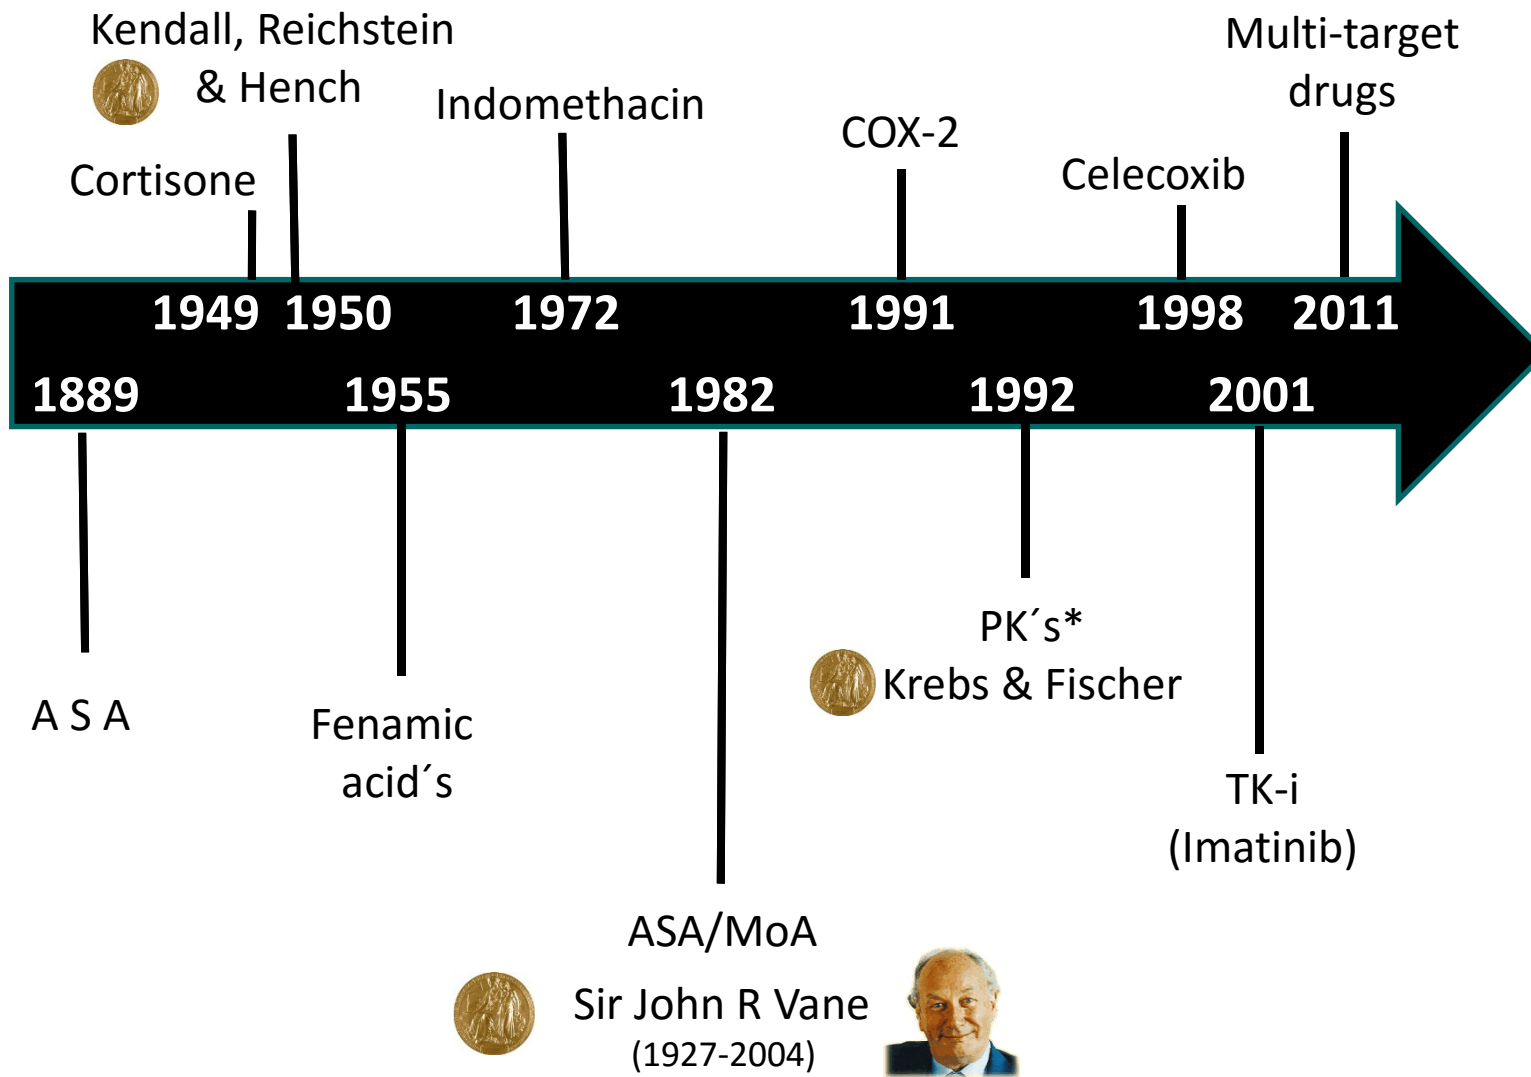 Kendall, Reichstein
& Hench
Cortisone
Indomethacin
COX-2
Celecoxib
Multi-target
drugs
1949 1950 1972 1991 1998 2011
1889 1955 1982 1992 2001
A S A
Fenamic
acid´s
ASA/MoA
Sir John R Vane
(1927-2004)
PK´s*
Krebs & Fischer
TK-i
(Imatinib)